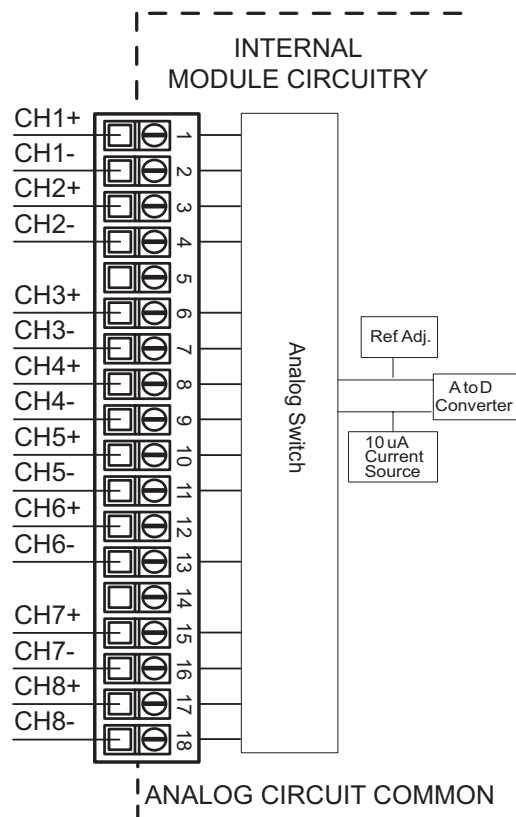 INTERNAL
MODULE CIRCUITRY
CH1+
1
CH1-
2
CH2+
3
CH2-
4
5
CH3+
6
CH3-
7
CH4+
8
CH4-
9
CH5+
10
CH5-
11
CH6+
12
CH6-
13
14
CH7+
15
CH7-
16
CH8+
17
CH8-
18
Analog Switch
Ref Adj.
A to D
Converter
10 uA
Current
Source
ANALOG CIRCUIT COMMON